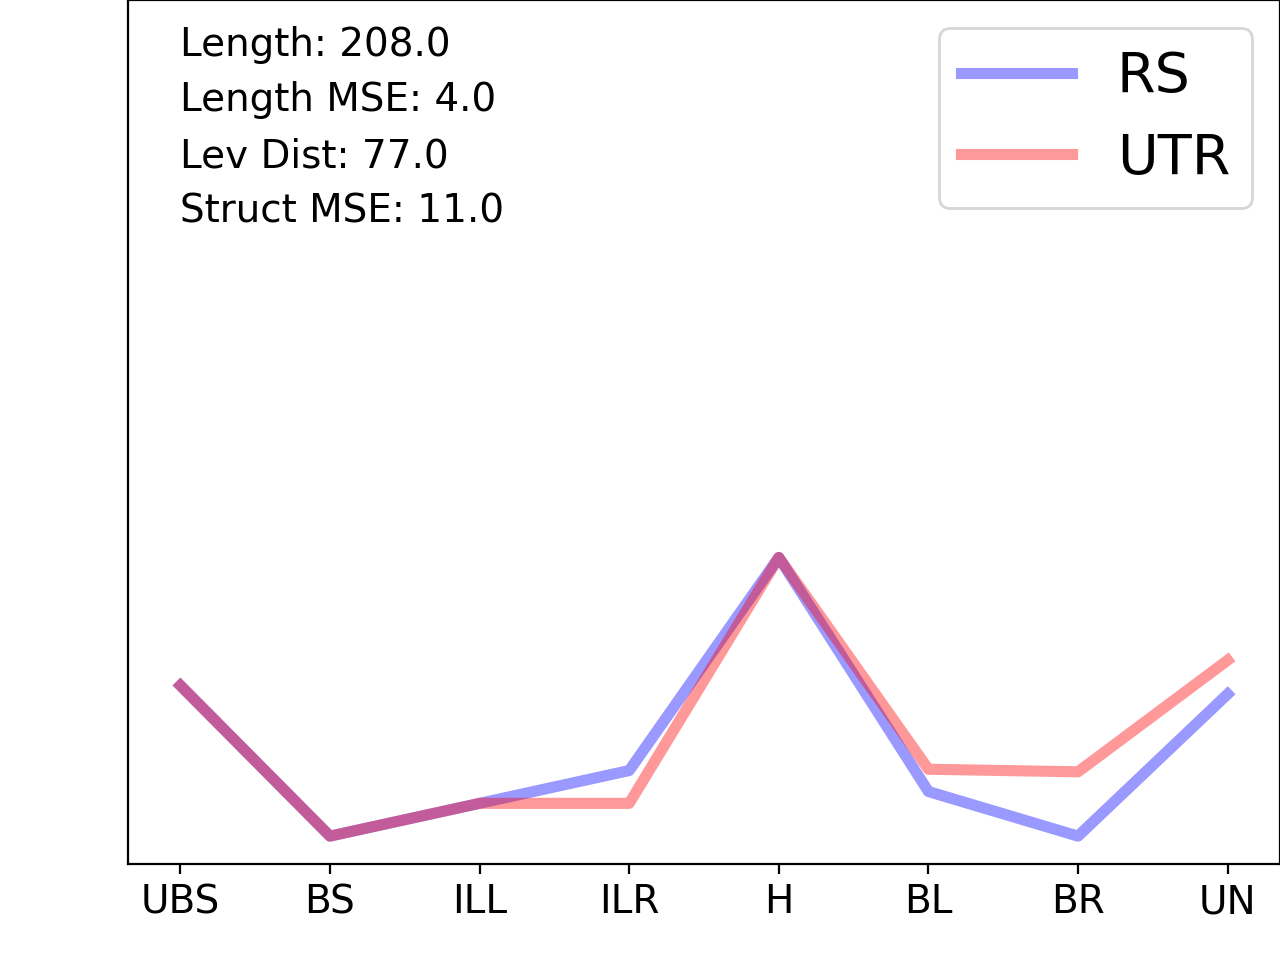 Length: 208.0
Length MSE: 4.0
Lev Dist: 77.0
Struct MSE: 11.0
RS
UTR
UBS BS ILL ILR H BL BR UN